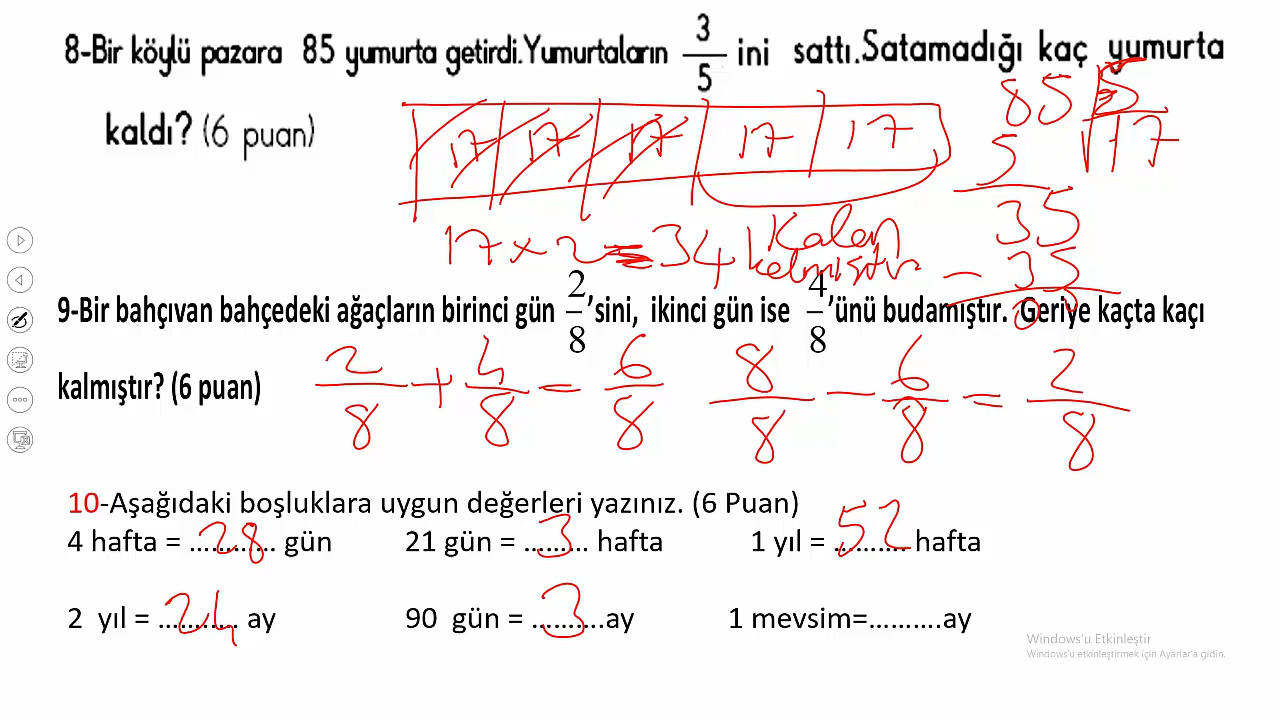 8-Bir köylü pazara 85 yumurta getirdi.Yumurtaların 3/5 ini sattı.Satamadığı kaç yumurta
kaldı? (6 puan)
17 17 17 17 17
85 5
5 17
35
- 35
00
17 x 2 = 34 Kalen
kelmiştır
9-Bir bahçıvan bahçedeki ağaçların birinci gün 2/8 'sini, ikinci gün ise 4/8 'ünü budamıştır. Geriye kaçta kaçı
kalmıştır? (6 puan)
2/8 + 4/8 = 6/8 8/8 - 6/8 = 2/8
10-Aşağıdaki boşluklara uygun değerleri yazınız. (6 Puan)
4 hafta = ....28.... gün 21 gün = ...3... hafta 1 yıl = ...52... hafta
2 yıl = ...24... ay 90 gün = ...3...ay 1 mevsim=..........ay
Windows'u Etkinleştir
Windows'u etkinleştirmek için Ayarlar'a gidin.